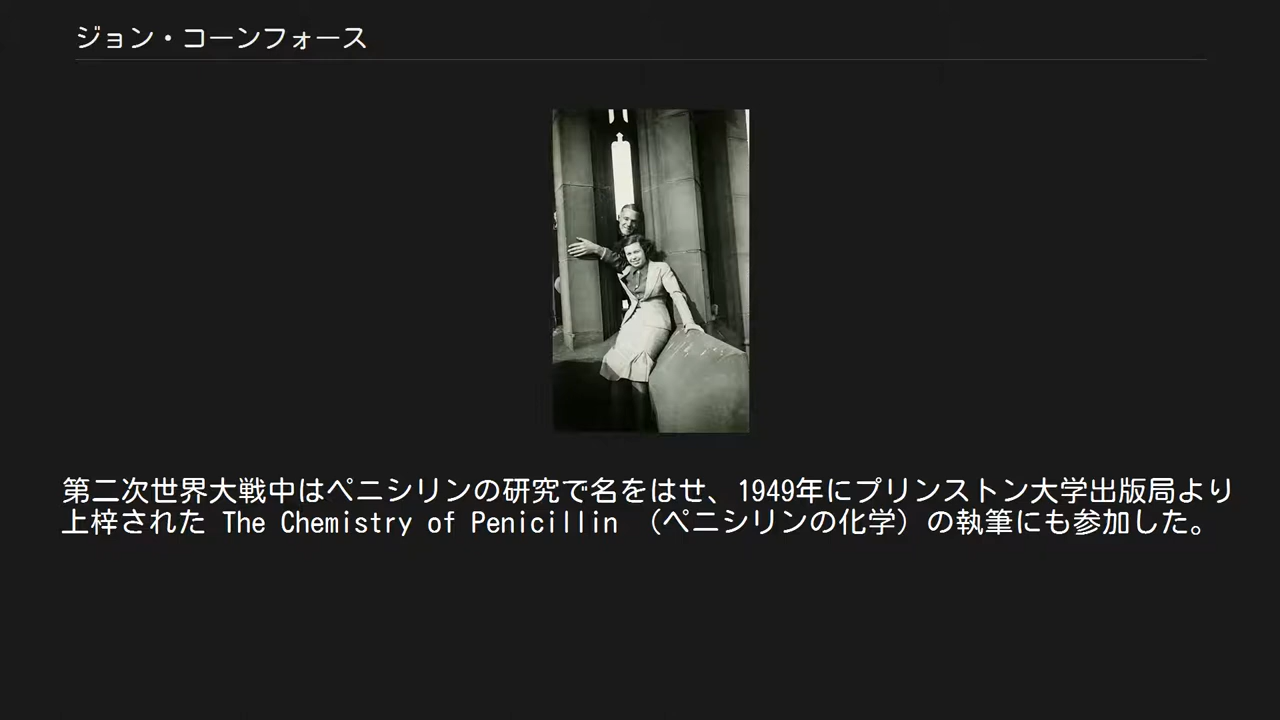 ジョン・コーンフォース
第二次世界大戦中はペニシリンの研究で名をはせ、1949年にプリンストン大学出版局より
上梓された The Chemistry of Penicillin （ペニシリンの化学）の執筆にも参加した。